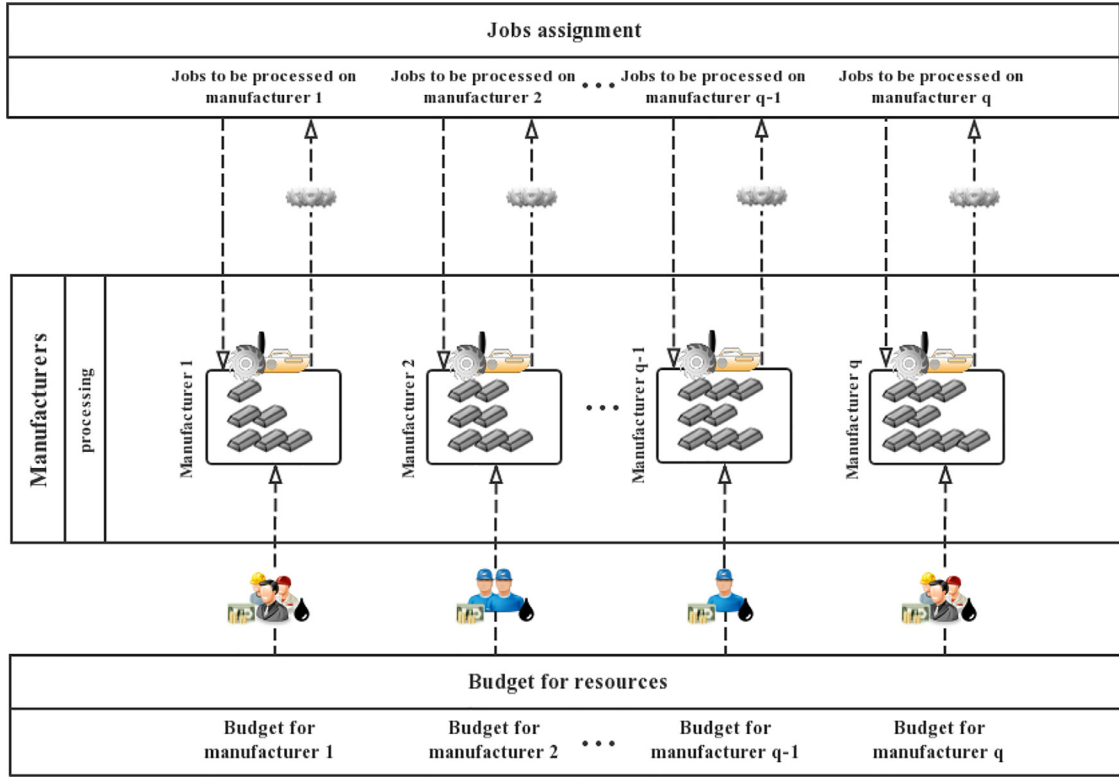 Jobs assignment
Jobs to be processed on
manufacturer 1
Jobs to be processed on
manufacturer 2
...
Jobs to be processed on
manufacturer q-1
Jobs to be processed on
manufacturer q
Manufacturers
processing
Manufacturer 1
Manufacturer 2
...
Manufacturer q-1
Manufacturer q
Budget for resources
Budget for
manufacturer 1
Budget for
manufacturer 2
...
Budget for
manufacturer q-1
Budget for
manufacturer q